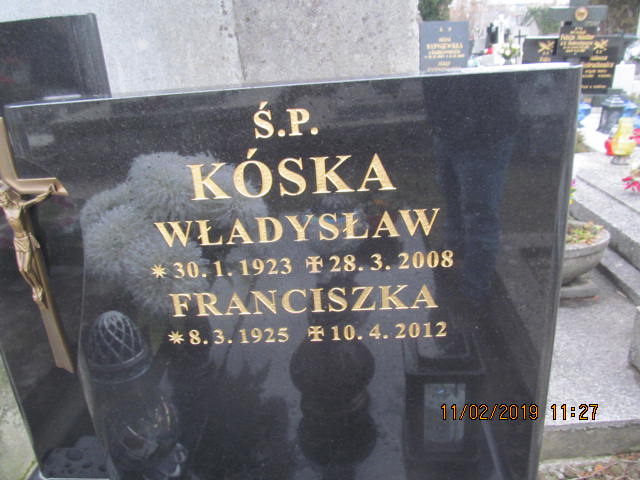 Ś.P.
KÓSKA
WŁADYSŁAW
✶30.1.1923 ✠28.3.2008
FRANCISZKA
✶8.3.1925 ✠10.4.2012
11/02/2019 11:27